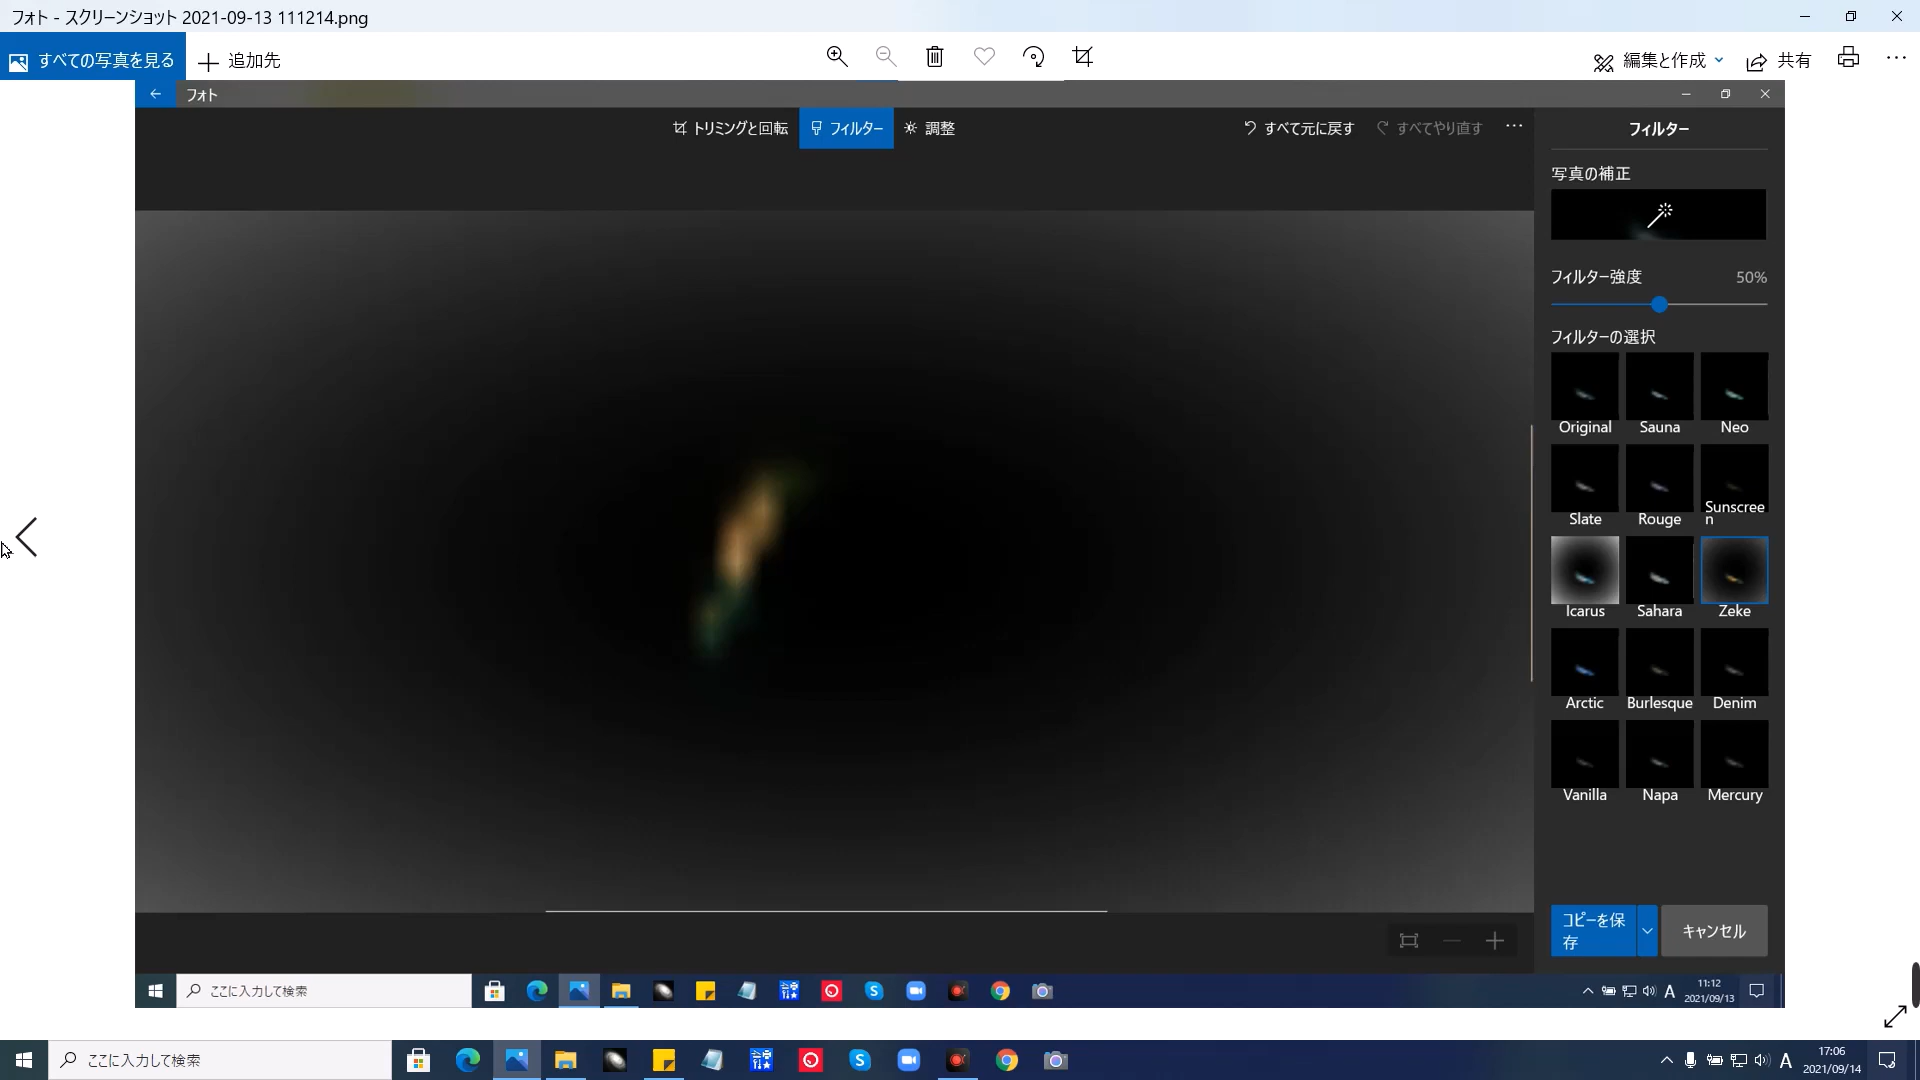 フォト - スクリーンショット 2021-09-13 111214.png
すべての写真を見る
追加先
編集と作成
共有
フォト
トリミングと回転
フィルター
調整
すべて元に戻す
すべてやり直す
フィルター
写真の補正
フィルター強度 50%
フィルターの選択
Original Sauna Neo
Slate Rouge Sunscree
n
Icarus Sahara Zeke
Arctic Burlesque Denim
Vanilla Napa Mercury
コピーを保
存
キャンセル
ここに入力して検索
A
11:12
2021/09/13
ここに入力して検索
A
17:06
2021/09/14